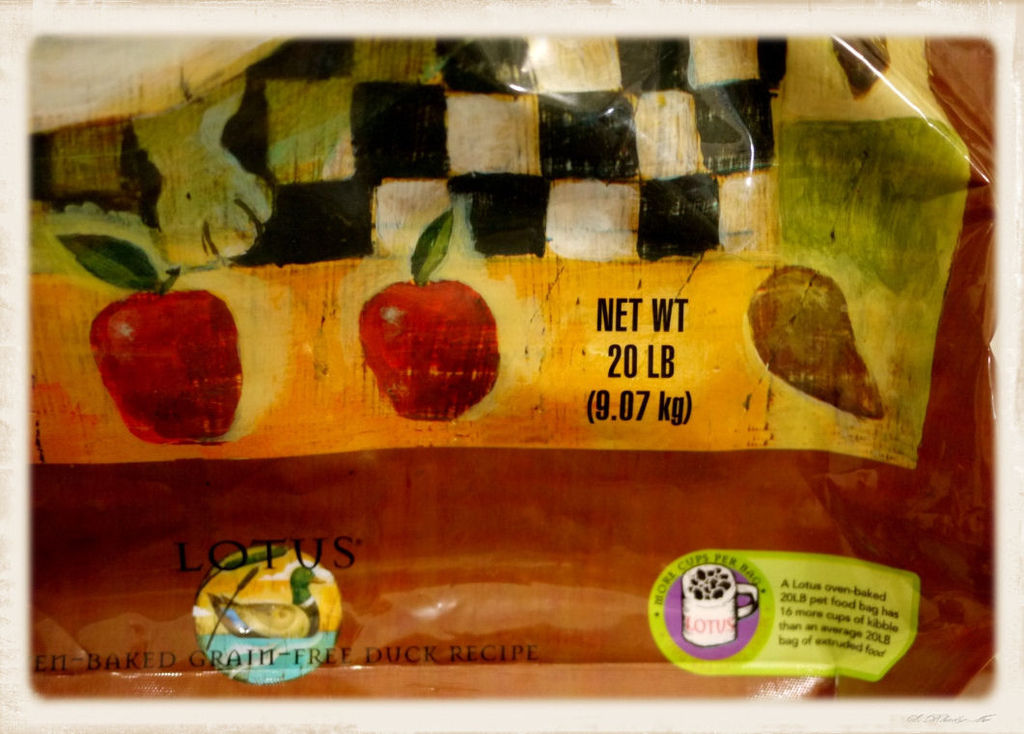 NET WT
20 LB
(9.07 kg)
LOTUS®
EN-BAKED GRAIN-FREE DUCK RECIPE
• MORE CUPS PER BAG •
LOTUS
A Lotus oven-baked
20LB pet food bag has
16 more cups of kibble
than an average 20LB
bag of extruded food